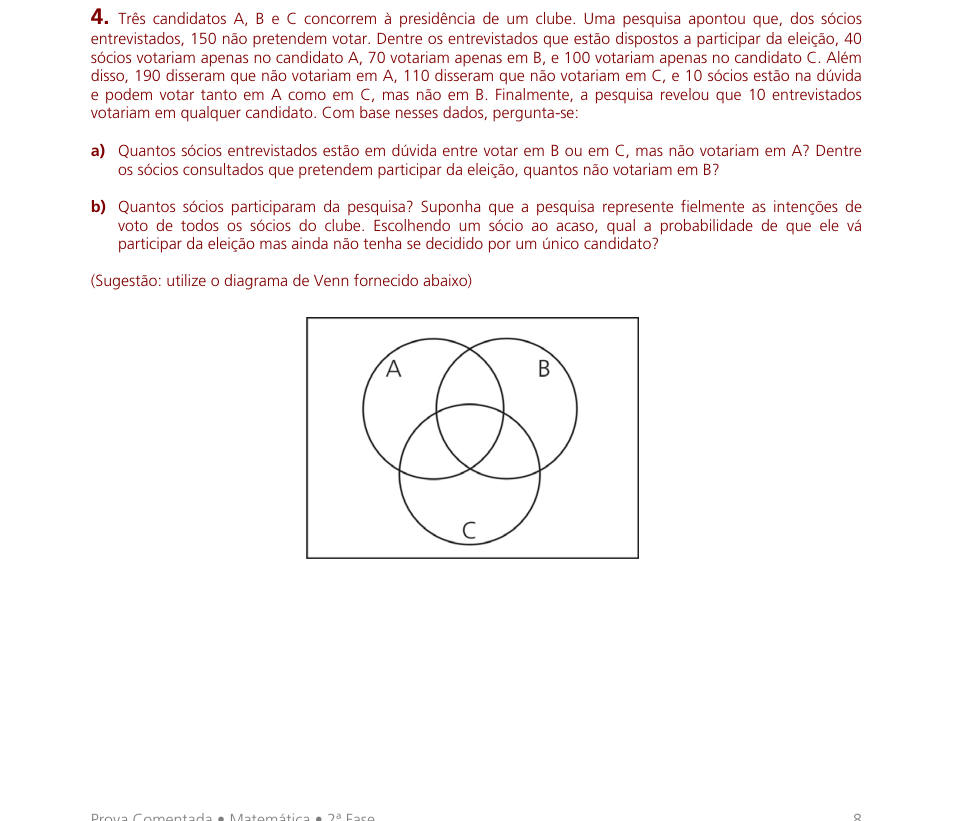 4. Três candidatos A, B e C concorrem à presidência de um clube. Uma pesquisa apontou que, dos sócios
entrevistados, 150 não pretendem votar. Dentre os entrevistados que estão dispostos a participar da eleição, 40
sócios votariam apenas no candidato A, 70 votariam apenas em B, e 100 votariam apenas no candidato C. Além
disso, 190 disseram que não votariam em A, 110 disseram que não votariam em C, e 10 sócios estão na dúvida
e podem votar tanto em A como em C, mas não em B. Finalmente, a pesquisa revelou que 10 entrevistados
votariam em qualquer candidato. Com base nesses dados, pergunta-se:
a) Quantos sócios entrevistados estão em dúvida entre votar em B ou em C, mas não votariam em A? Dentre
os sócios consultados que pretendem participar da eleição, quantos não votariam em B?
b) Quantos sócios participaram da pesquisa? Suponha que a pesquisa represente fielmente as intenções de
voto de todos os sócios do clube. Escolhendo um sócio ao acaso, qual a probabilidade de que ele vá
participar da eleição mas ainda não tenha se decidido por um único candidato?
(Sugestão: utilize o diagrama de Venn fornecido abaixo)
A B
C
Prova Comentada • Matemática • 2ª Fase 8